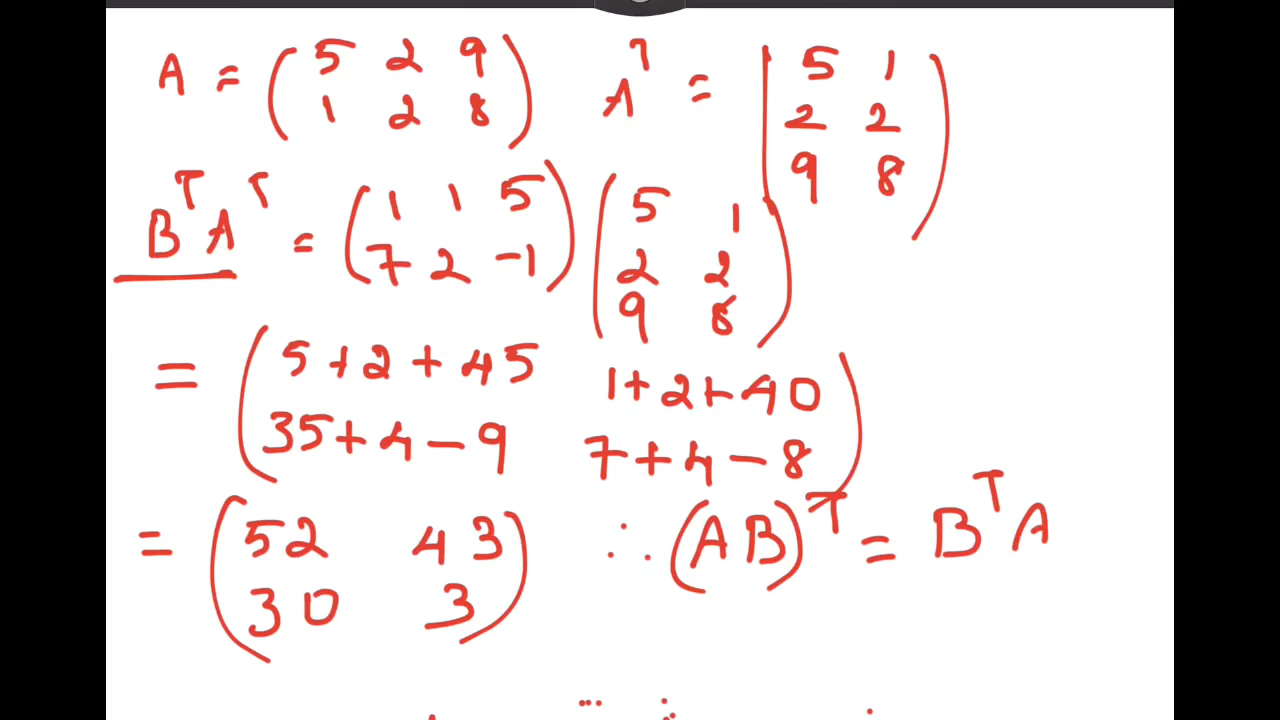 A = ( 5 2 9 A^T = | 5 1
1 2 8 ) 2 2
9 8 )
B^T A^T = ( 1 1 5 ) ( 5 1
7 2 -1 2 2
9 8 )
= ( 5+2+45 1+2+40
35+4-9 7+4-8 )
= ( 52 43 ∴ (AB)^T = B^T A
30 3 )